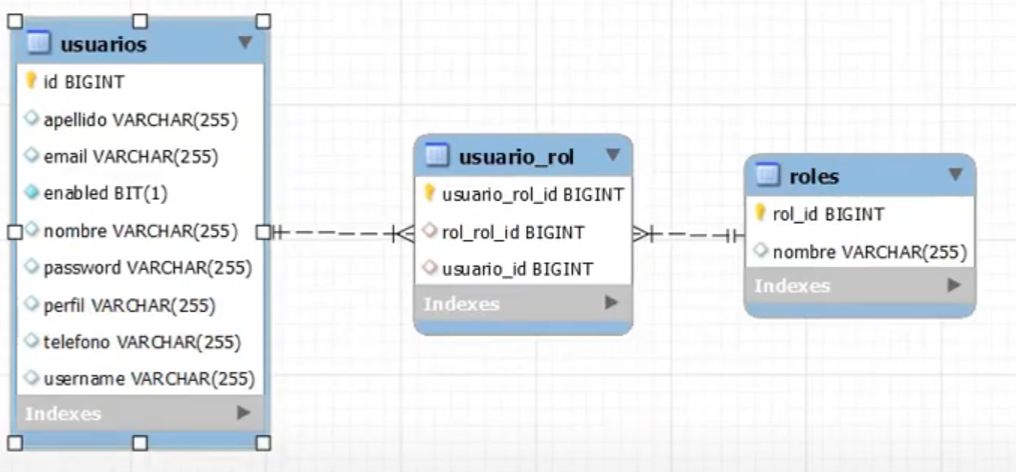 usuarios
id BIGINT
apellido VARCHAR(255)
email VARCHAR(255)
enabled BIT(1)
nombre VARCHAR(255)
password VARCHAR(255)
perfil VARCHAR(255)
telefono VARCHAR(255)
username VARCHAR(255)
Indexes
usuario_rol
usuario_rol_id BIGINT
rol_rol_id BIGINT
usuario_id BIGINT
Indexes
roles
rol_id BIGINT
nombre VARCHAR(255)
Indexes